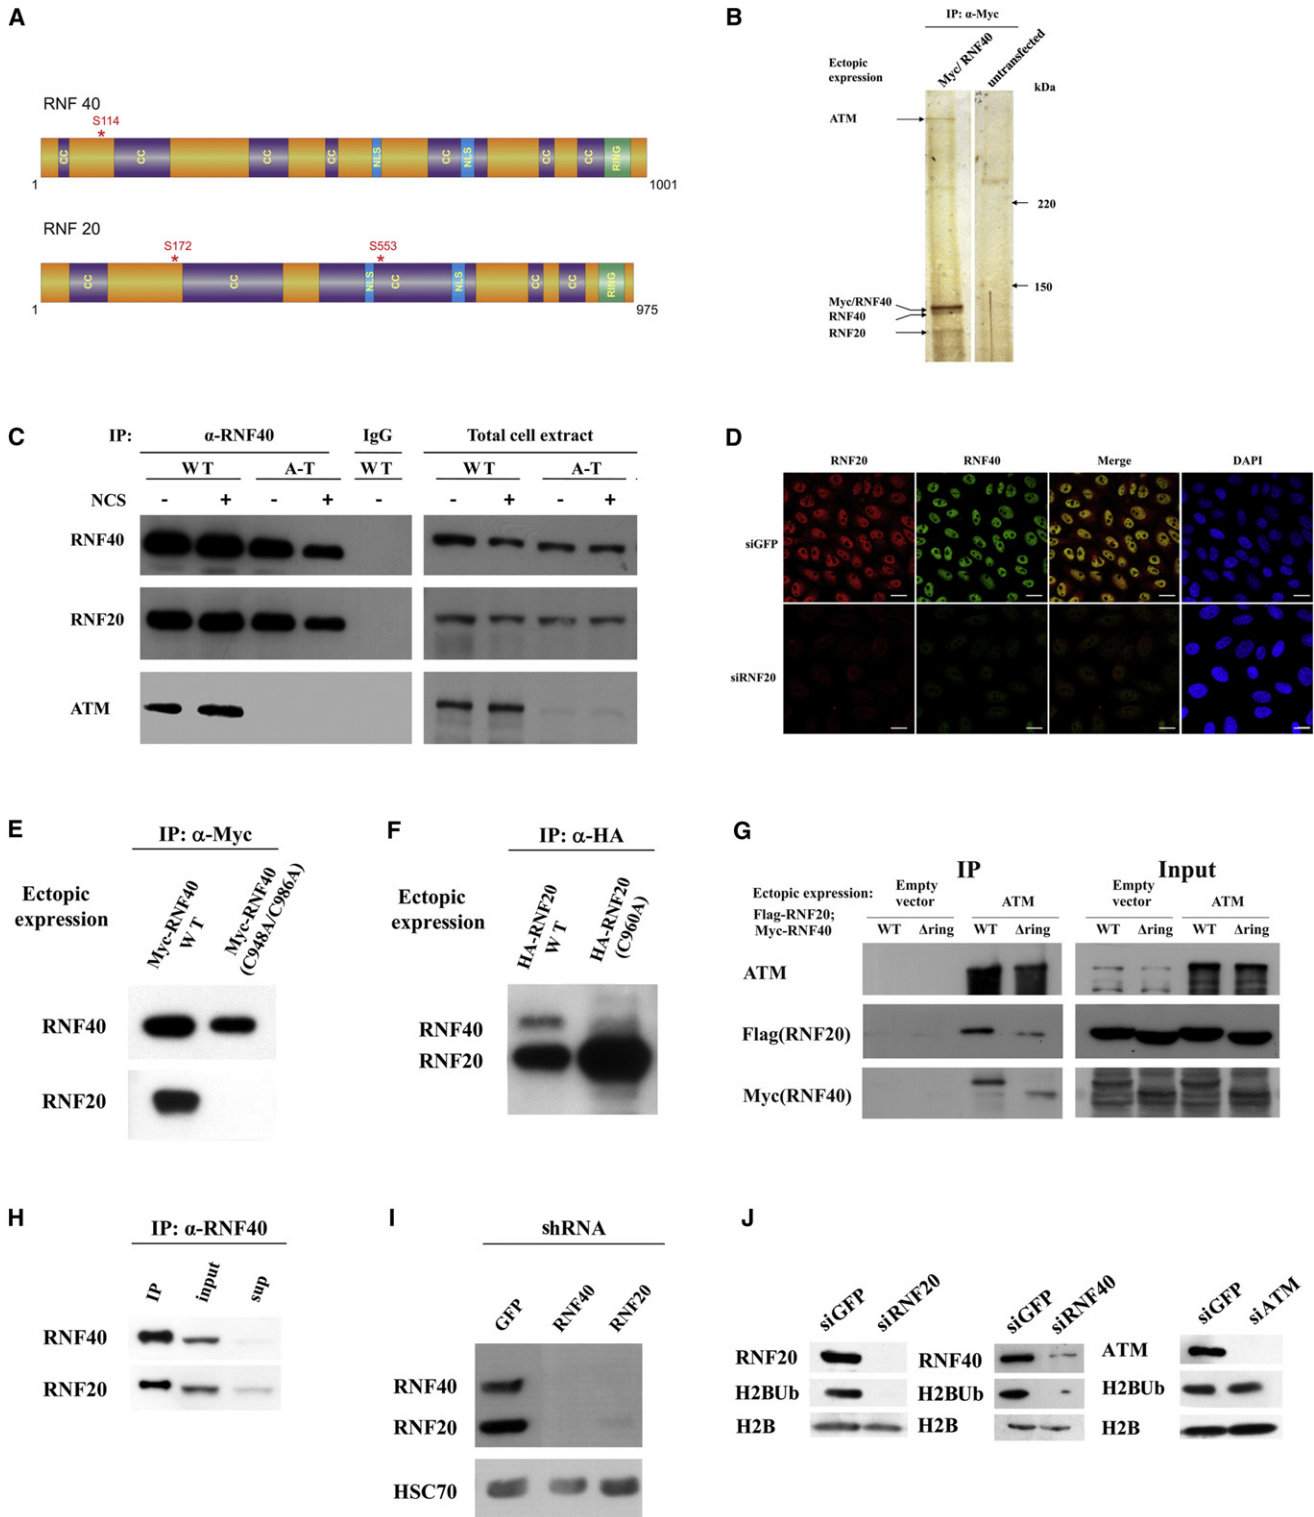 A
RNF 40
S114
*
CC CC CC CC NLS CC NLS CC CC RING
1 1001
RNF 20
S172 S553
* *
CC CC NLS CC NLS CC CC RING
1 975
B
IP: α-Myc
Ectopic expression
Myc/ RNF40
untransfected
kDa
ATM
220
150
Myc/RNF40
RNF40
RNF20
C
IP: α-RNF40 IgG Total cell extract
WT A-T WT WT A-T
NCS - + - + - - + - +
RNF40
RNF20
ATM
D
RNF20 RNF40 Merge DAPI
siGFP
siRNF20
E
IP: α-Myc
Ectopic expression
Myc-RNF40 WT
Myc-RNF40 (C948A/C986A)
RNF40
RNF20
F
IP: α-HA
Ectopic expression
HA-RNF20 WT
HA-RNF20 (C960A)
RNF40
RNF20
G
IP Input
Ectopic expression: Empty vector ATM Empty vector ATM
Flag-RNF20;
Myc-RNF40 WT Δring WT Δring WT Δring WT Δring
ATM
Flag(RNF20)
Myc(RNF40)
H
IP: α-RNF40
IP input sup
RNF40
RNF20
I
shRNA
GFP RNF40 RNF20
RNF40
RNF20
HSC70
J
siGFP siRNF20
RNF20
H2BUb
H2B
siGFP siRNF40
RNF40
H2BUb
H2B
siGFP siATM
ATM
H2BUb
H2B